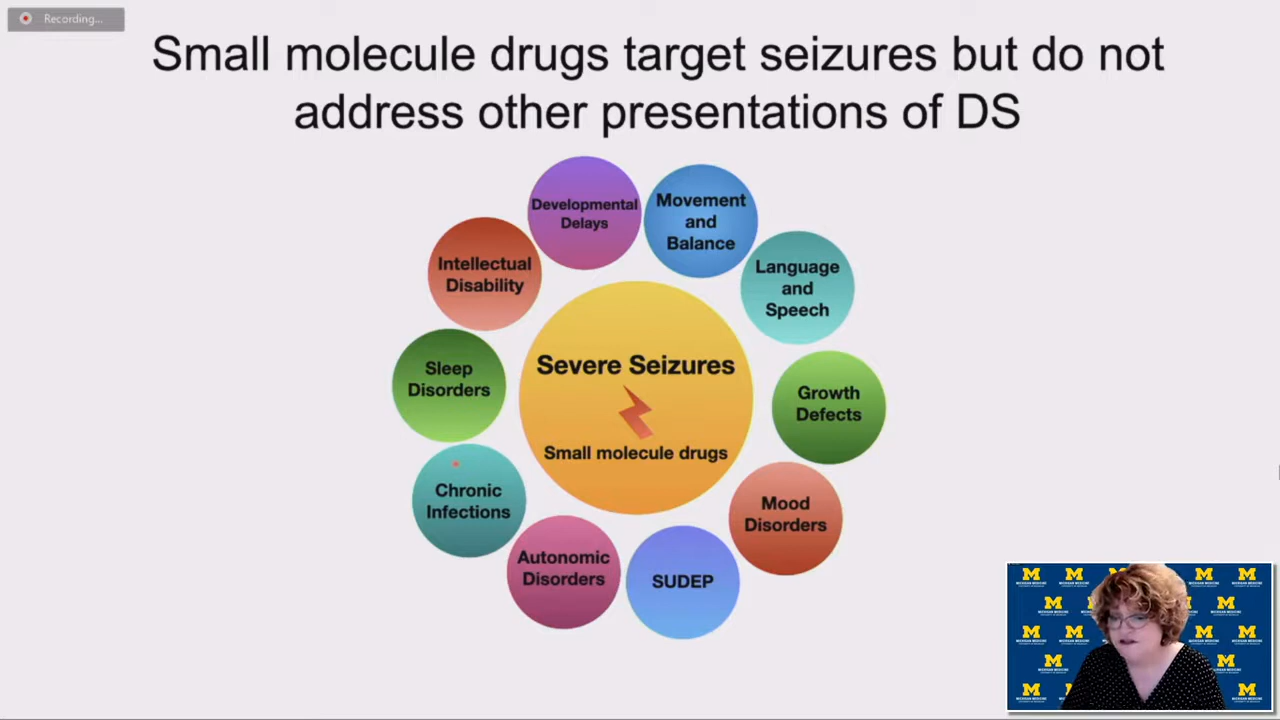 Recording...
Small molecule drugs target seizures but do not
address other presentations of DS
Developmental
Delays
Movement
and
Balance
Language
and
Speech
Growth
Defects
Mood
Disorders
SUDEP
Autonomic
Disorders
Chronic
Infections
Sleep
Disorders
Intellectual
Disability
Severe Seizures
Small molecule drugs
M
MICHIGAN MEDICINE